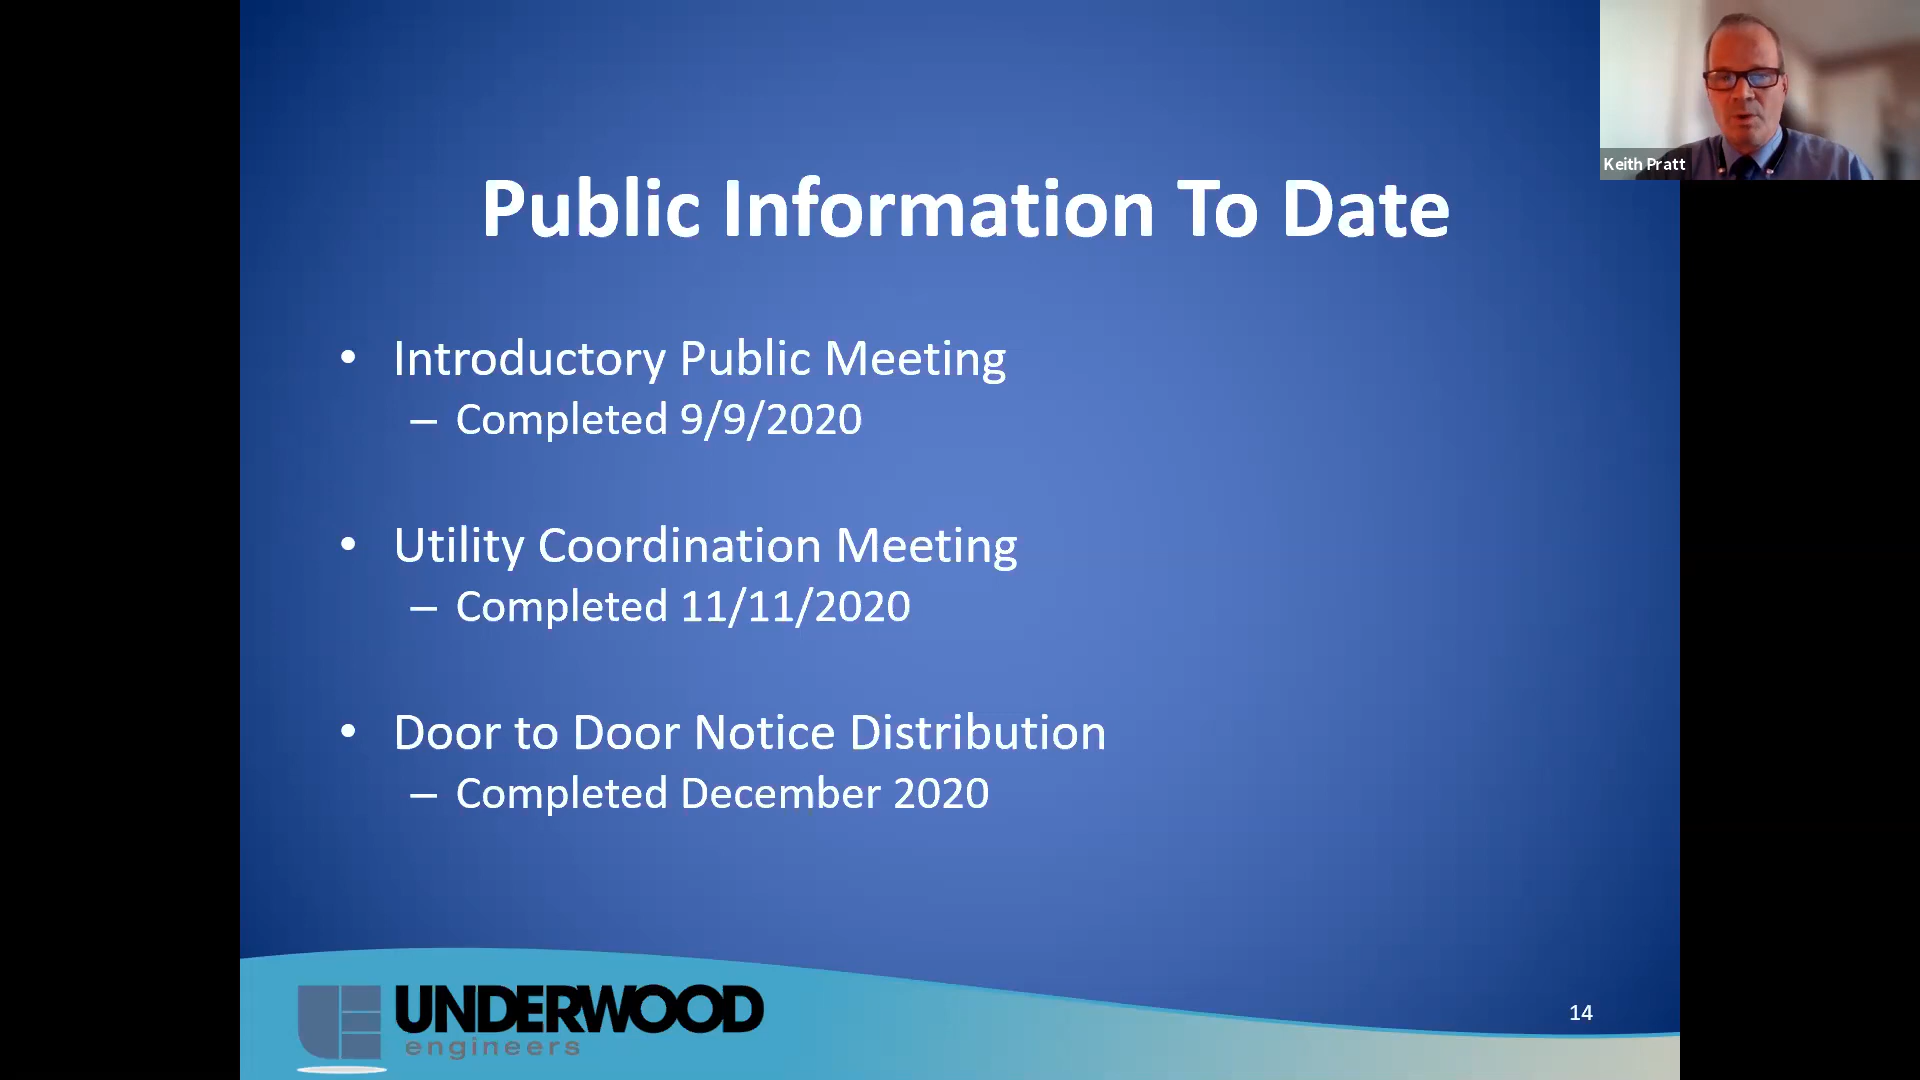 Keith Pratt
Public Information To Date
• Introductory Public Meeting
– Completed 9/9/2020
• Utility Coordination Meeting
– Completed 11/11/2020
• Door to Door Notice Distribution
– Completed December 2020
UNDERWOOD
engineers
14